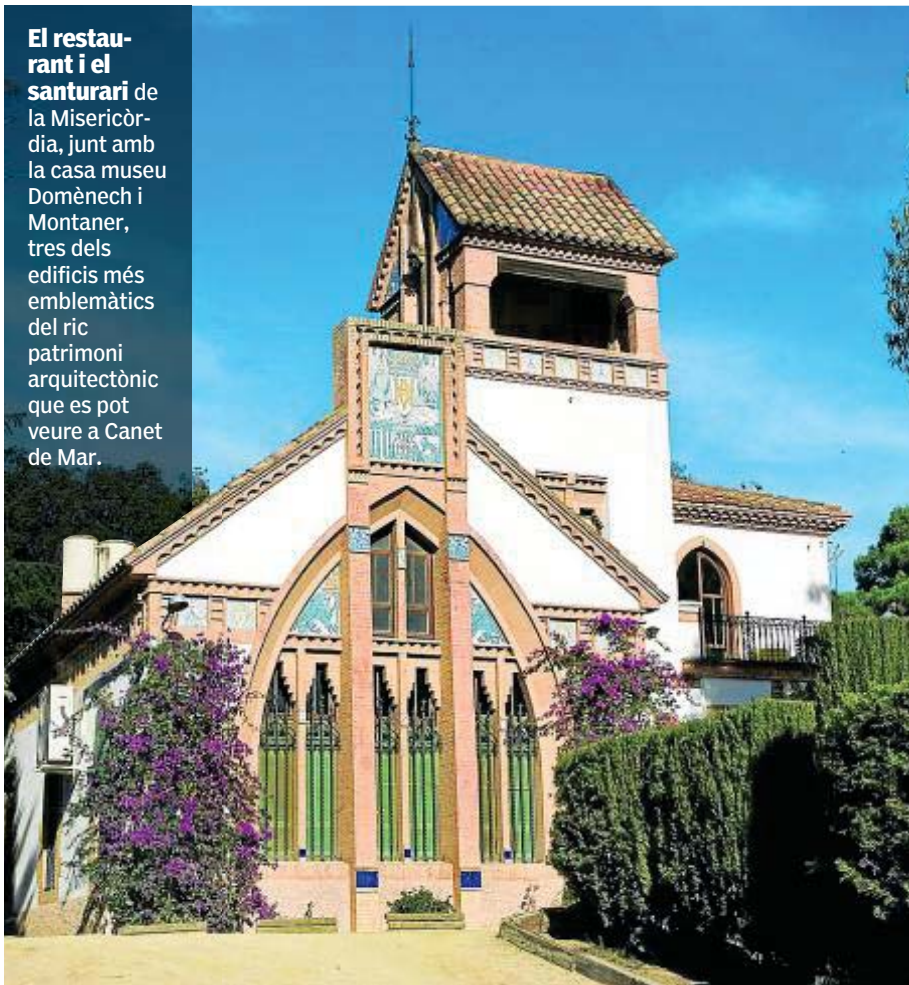 El restau-
rant i el
santurari de
la Misericòr-
dia, junt amb
la casa museu
Domènech i
Montaner,
tres dels
edificis més
emblemàtics
del ric
patrimoni
arquitectònic
que es pot
veure a Canet
de Mar.